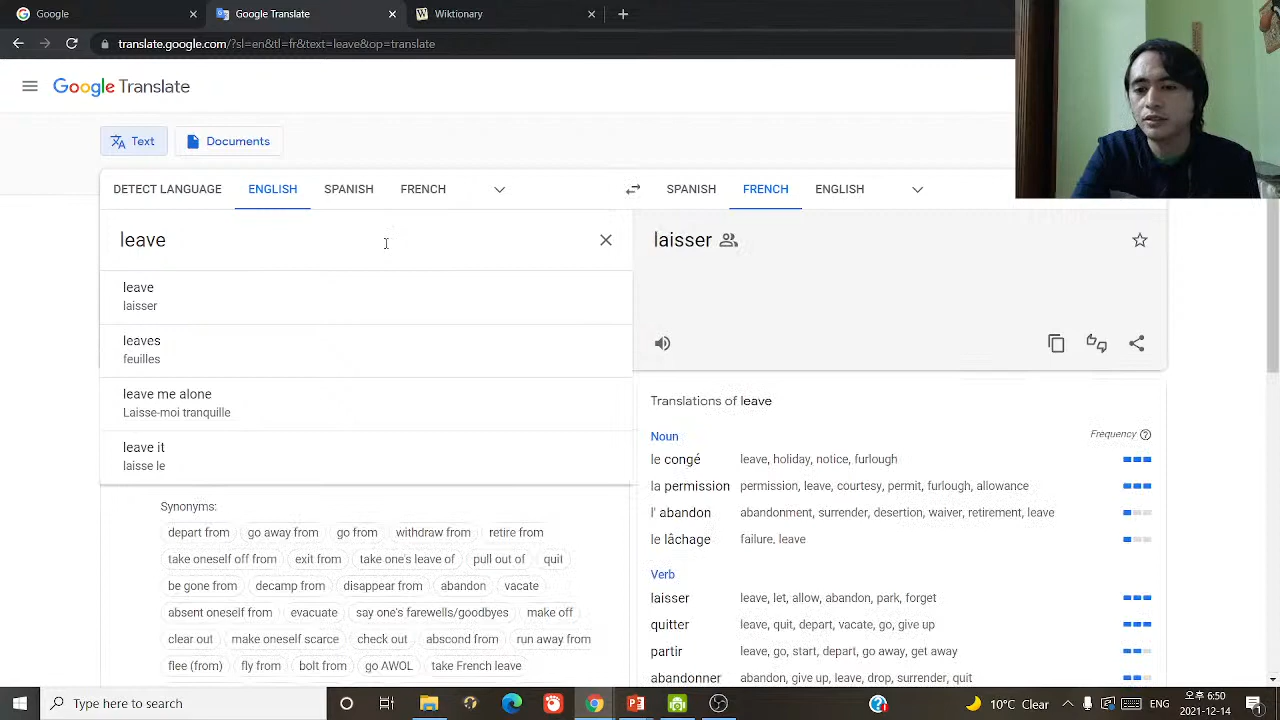 Google
Google Translate
Wiktionary
translate.google.com/?sl=en&tl=fr&text=leave&op=translate
Google Translate
Text
Documents
DETECT LANGUAGE ENGLISH SPANISH FRENCH
SPANISH FRENCH ENGLISH
leave
laisser
leave
laisser
leaves
feuilles
leave me alone
Laisse-moi tranquille
leave it
laisse le
Synonyms:
depart from go away from go from withdraw from retire from
take oneself off from exit from take one's leave of pull out of quit
be gone from decamp from disappear from abandon vacate
absent oneself from evacuate say one's farewells/goodbyes make off
clear out make oneself scarce check out abscond from run away from
flee (from) fly from bolt from go AWOL take French leave
Translations of leave
Noun Frequency
le congé leave, holiday, notice, furlough
la permission permission, leave, courtesy, permit, furlough, allowance
l' abandon abandonment, surrender, desertion, waiver, retirement, leave
le lâchage failure, leave
Verb
laisser leave, let, allow, abandon, park, forget
quitter leave, quit, depart, vacate, go, give up
partir leave, go, start, depart, go away, get away
abandonner abandon, give up, leave, drop, surrender, quit
Type here to search
10°C Clear
오후 6:50
2021-12-14